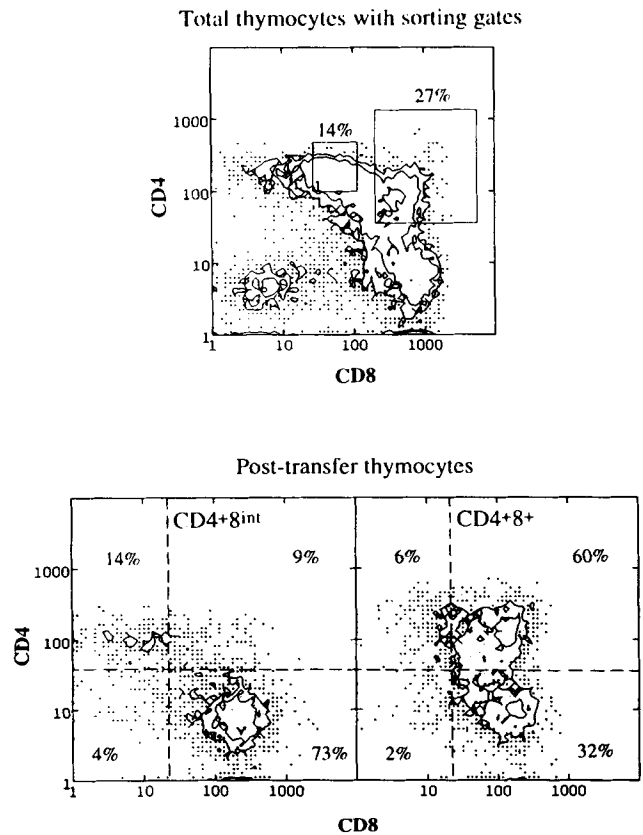 Total thymocytes with sorting gates
27%
14%
1000
100
10
1
CD4
1 10 100 1000
CD8
Post-transfer thymocytes
CD4+8int CD4+8+
14% 9% 6% 60%
1000
100
10
1
CD4
4% 73% 2% 32%
1 10 100 1000 10 100 1000
CD8